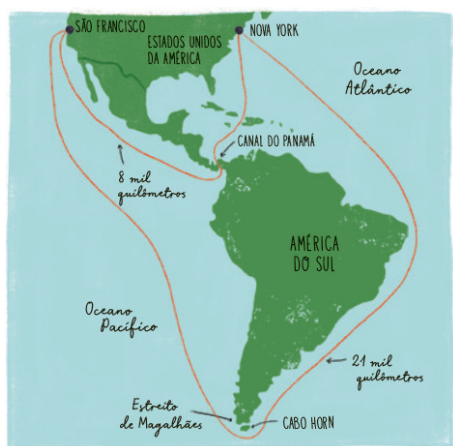 SÃO FRANCISCO
ESTADOS UNIDOS
DA AMÉRICA
NOVA YORK
Oceano
Atlântico
CANAL DO PANAMÁ
8 mil
quilômetros
AMÉRICA
DO SUL
Oceano
Pacífico
21 mil
quilômetros
Estreito
de Magalhães
CABO HORN